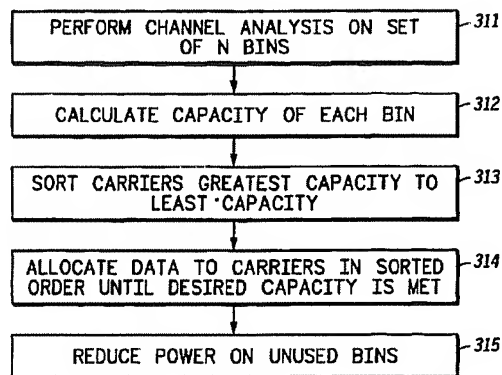 PERFORM CHANNEL ANALYSIS ON SET
OF N BINS
311
CALCULATE CAPACITY OF EACH BIN
312
SORT CARRIERS GREATEST CAPACITY TO
LEAST CAPACITY
313
ALLOCATE DATA TO CARRIERS IN SORTED
ORDER UNTIL DESIRED CAPACITY IS MET
314
REDUCE POWER ON UNUSED BINS
315